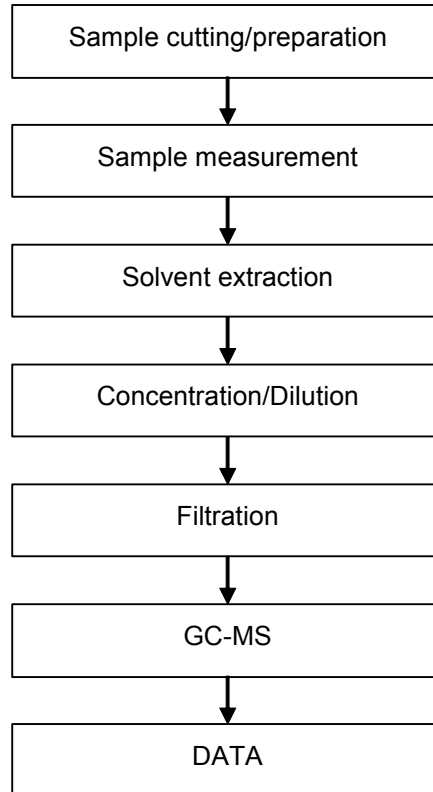 Sample cutting/preparation
Sample measurement
Solvent extraction
Concentration/Dilution
Filtration
GC-MS
DATA